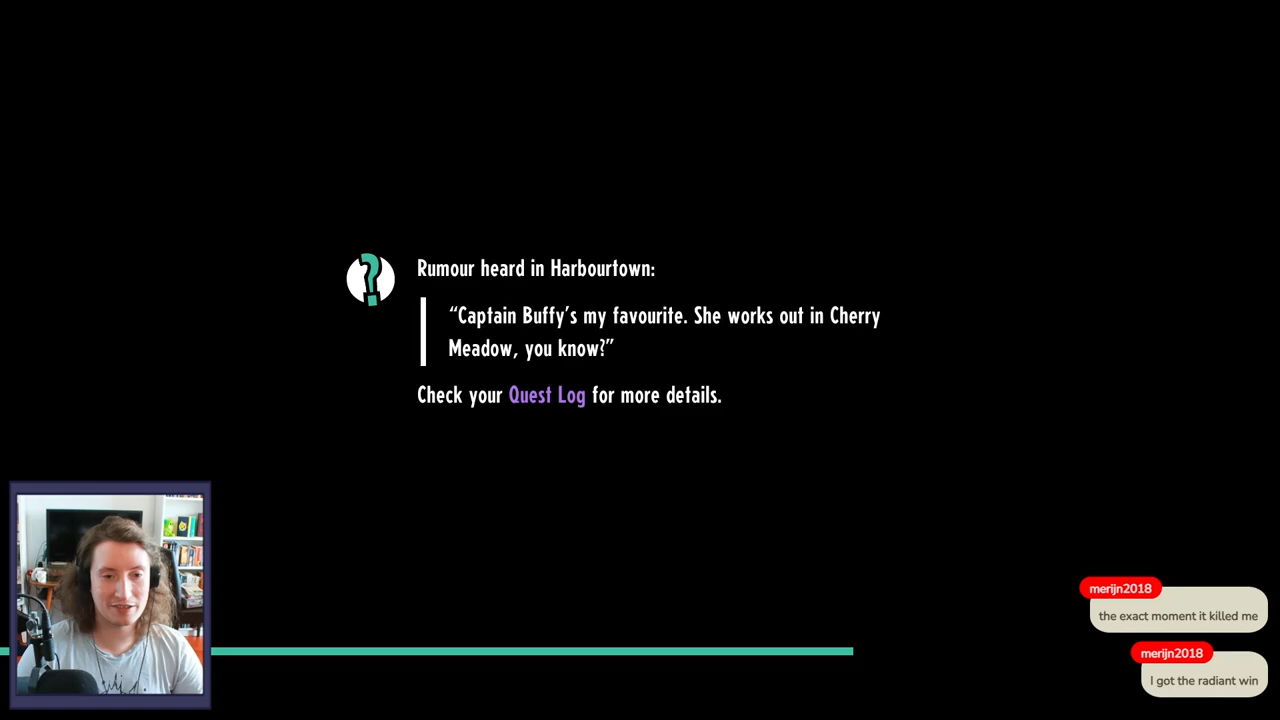 ?
Rumour heard in Harbourtown:
“Captain Buffy’s my favourite. She works out in Cherry
Meadow, you know?”
Check your Quest Log for more details.
merijn2018
the exact moment it killed me
merijn2018
I got the radiant win